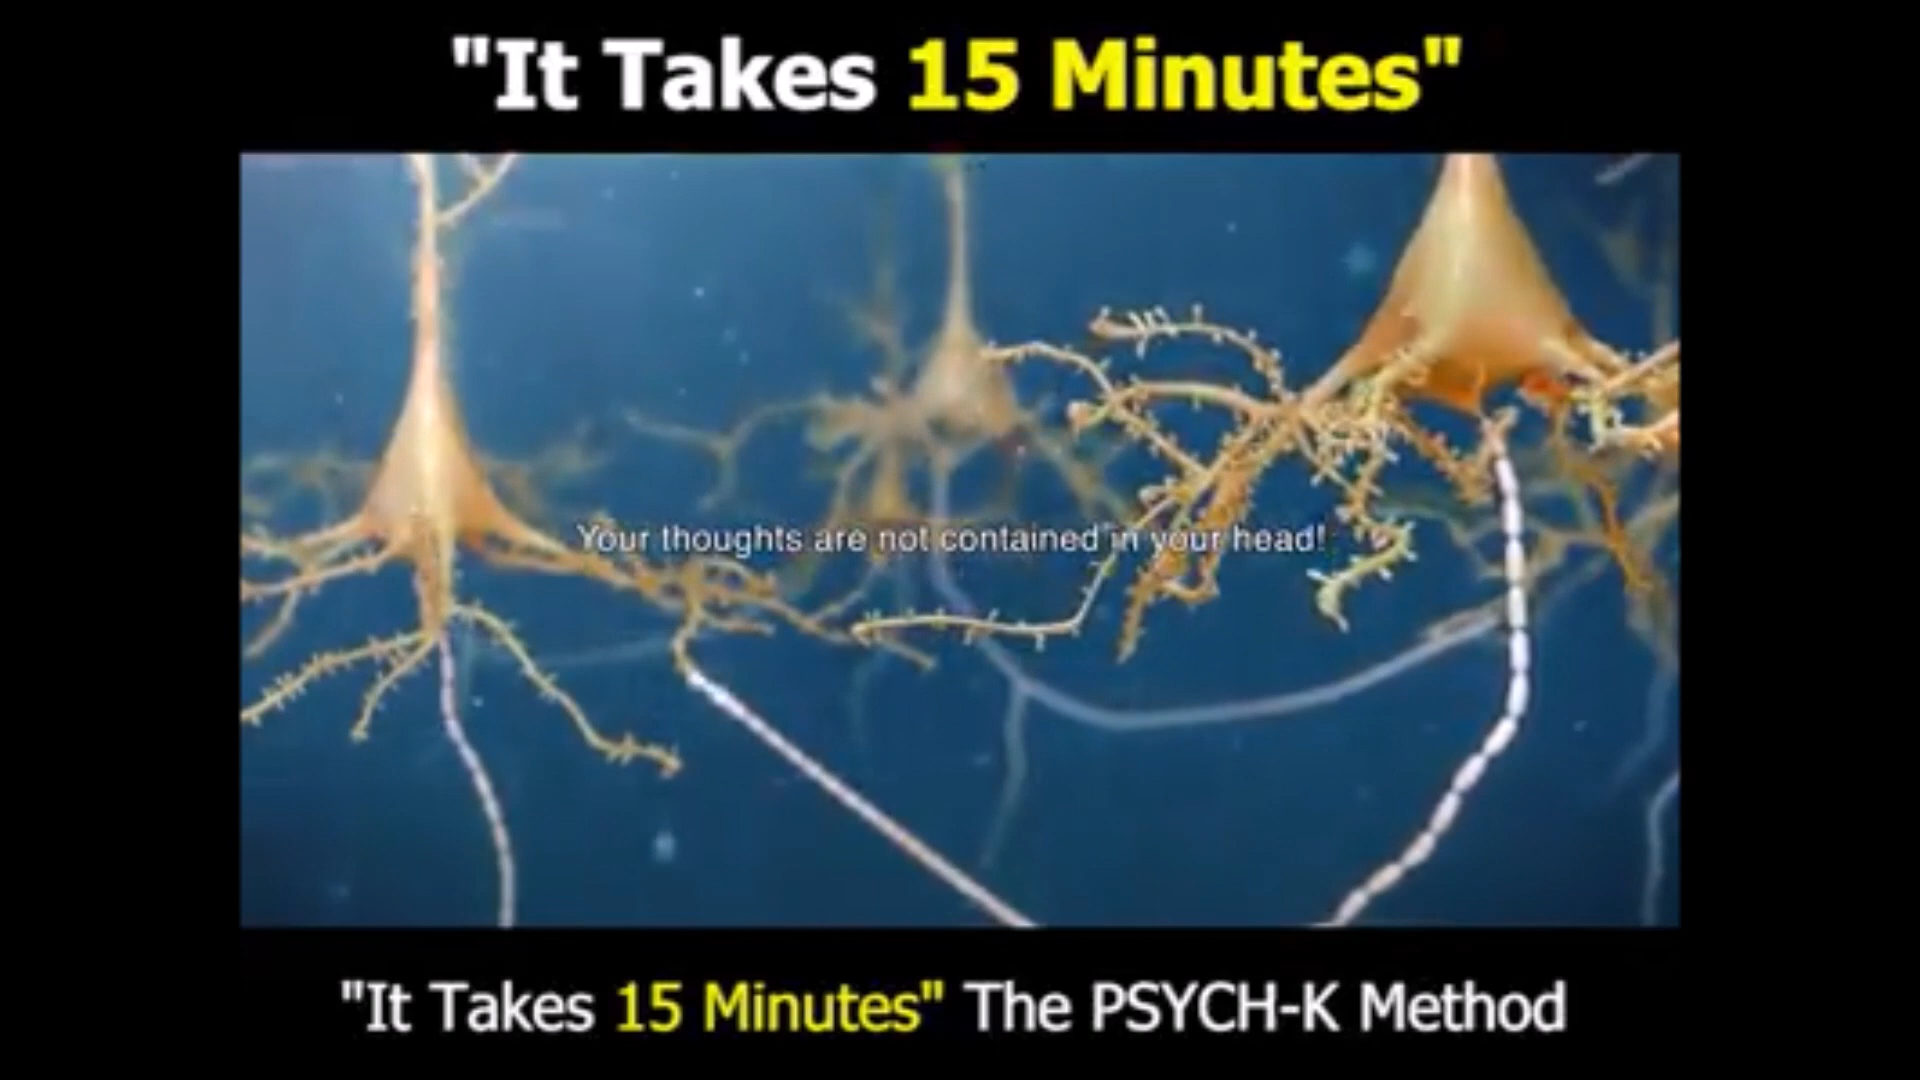 "It Takes 15 Minutes"
Your thoughts are not contained in your head!
"It Takes 15 Minutes" The PSYCH-K Method